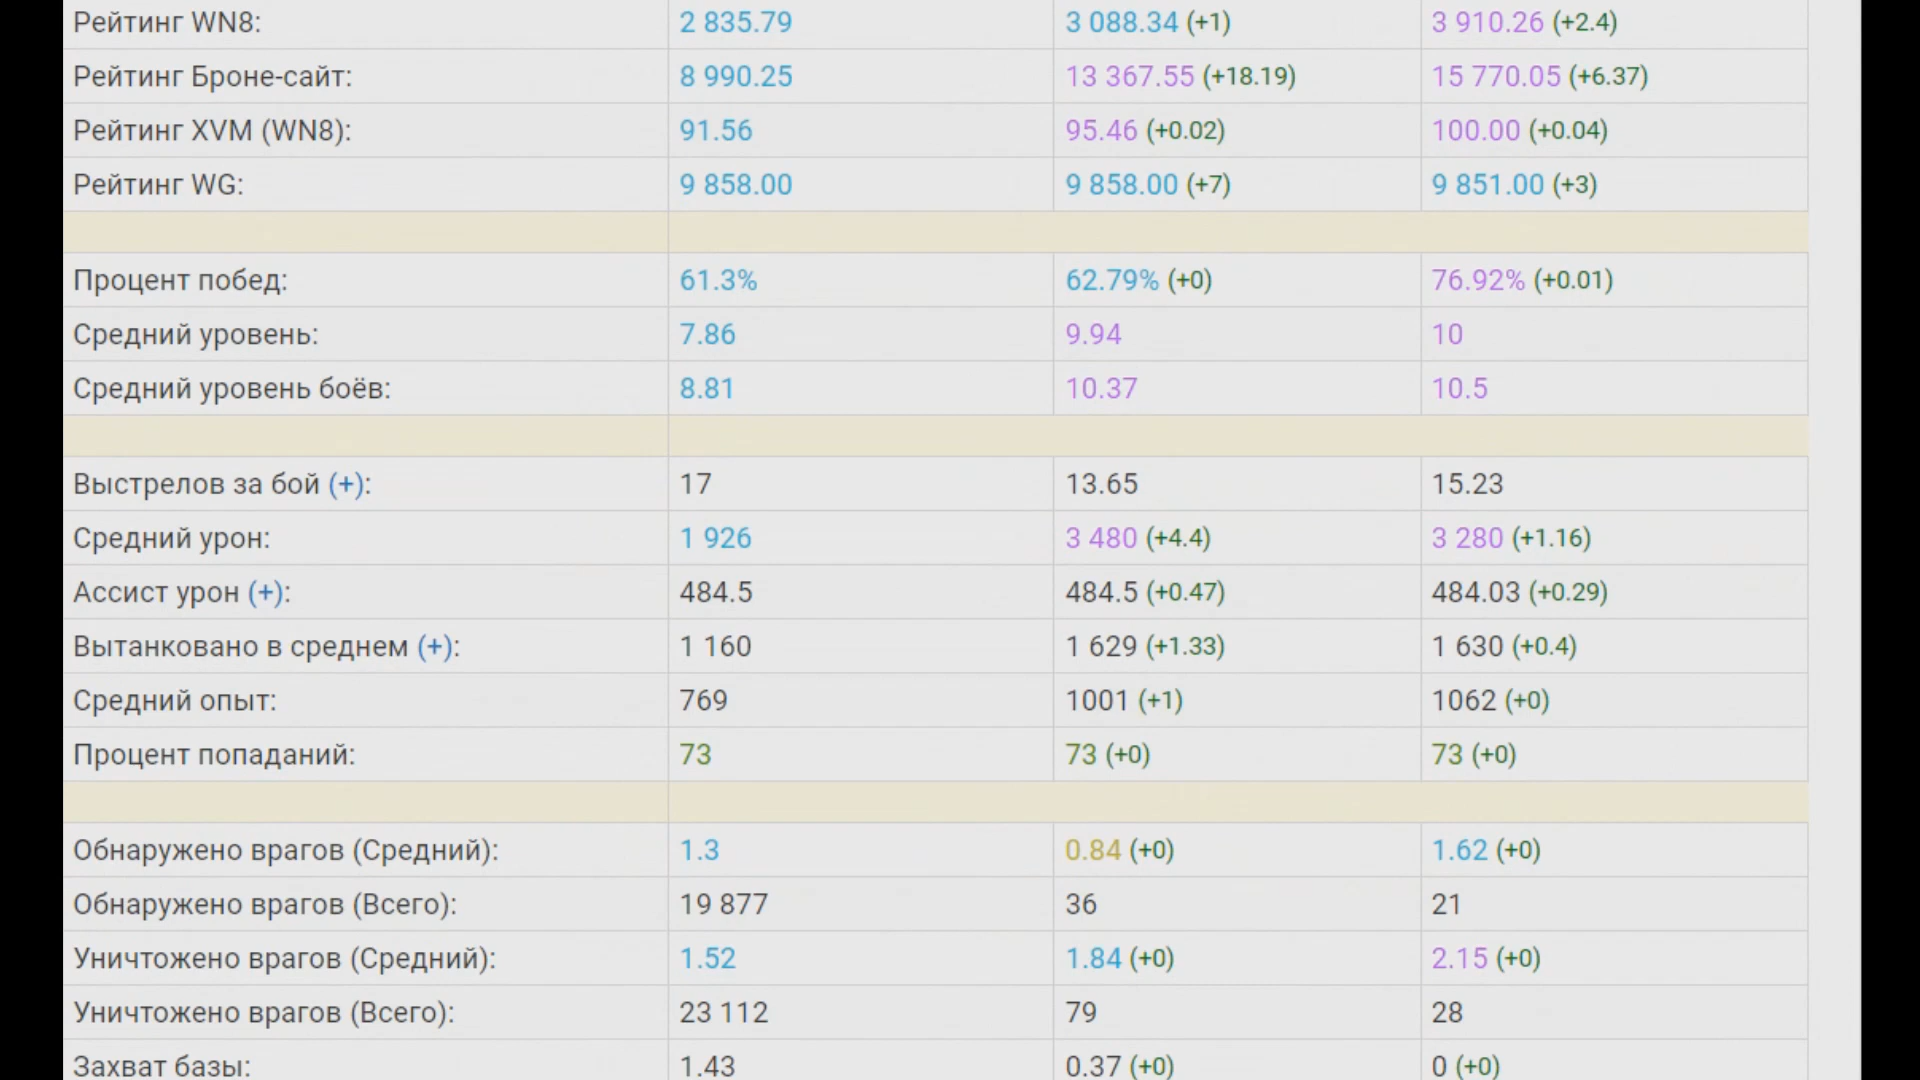 Рейтинг WN8: 2 835.79 3 088.34 (+1) 3 910.26 (+2.4)
Рейтинг Броне-сайт: 8 990.25 13 367.55 (+18.19) 15 770.05 (+6.37)
Рейтинг XVM (WN8): 91.56 95.46 (+0.02) 100.00 (+0.04)
Рейтинг WG: 9 858.00 9 858.00 (+7) 9 851.00 (+3)
Процент побед: 61.3% 62.79% (+0) 76.92% (+0.01)
Средний уровень: 7.86 9.94 10
Средний уровень боёв: 8.81 10.37 10.5
Выстрелов за бой (+): 17 13.65 15.23
Средний урон: 1 926 3 480 (+4.4) 3 280 (+1.16)
Ассист урон (+): 484.5 484.5 (+0.47) 484.03 (+0.29)
Вытанковано в среднем (+): 1 160 1 629 (+1.33) 1 630 (+0.4)
Средний опыт: 769 1001 (+1) 1062 (+0)
Процент попаданий: 73 73 (+0) 73 (+0)
Обнаружено врагов (Средний): 1.3 0.84 (+0) 1.62 (+0)
Обнаружено врагов (Всего): 19 877 36 21
Уничтожено врагов (Средний): 1.52 1.84 (+0) 2.15 (+0)
Уничтожено врагов (Всего): 23 112 79 28
Захват базы: 1.43 0.37 (+0) 0 (+0)